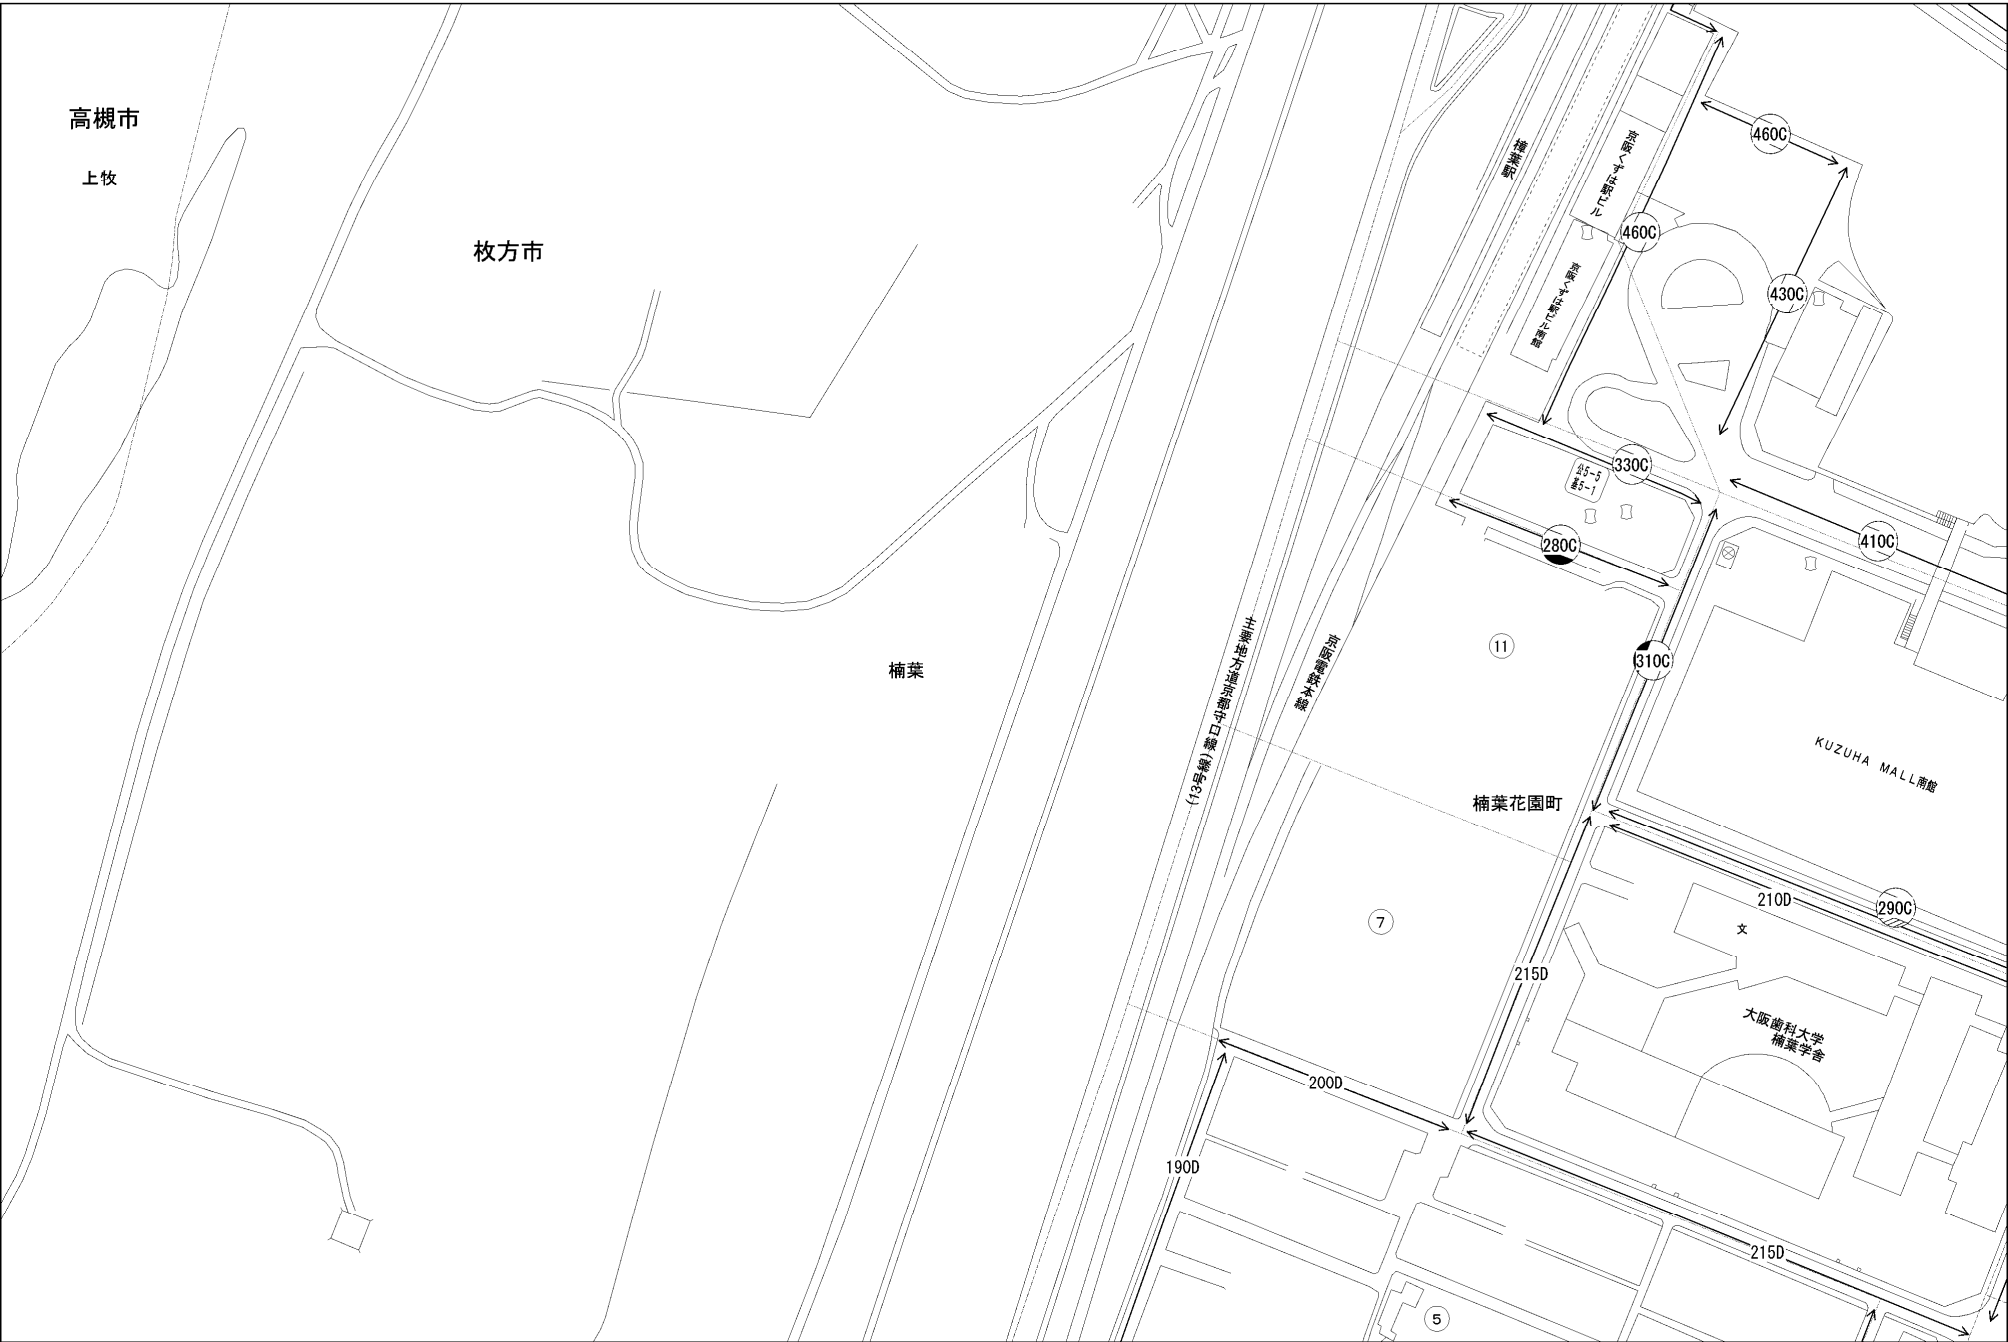 高槻市
上牧
枚方市
楠葉
樟葉駅
京阪くずは駅ビル
京阪くずは駅ビル南館
460C
460C
430C
330C
公5-5
基5-1
280C
410C
11
310C
主要地方道京都守口線
(13号線)
京阪電鉄本線
KUZUHA MALL南館
楠葉花園町
210D
290C
文
7
215D
大阪歯科大学
楠葉学舎
200D
190D
215D
5